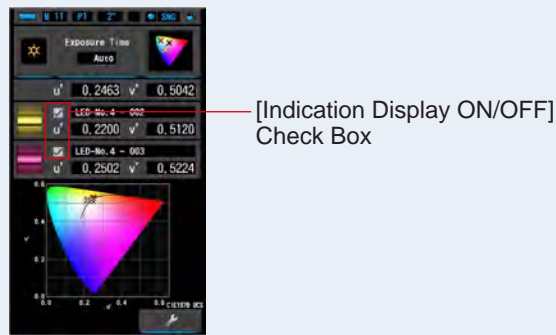 N 11 P1 2° SNG
Exposure Time
Auto
u' 0.2463 v' 0.5042
LED-No.4 - 002
u' 0.2200 v' 0.5120
LED-No.4 - 003
u' 0.2502 v' 0.5224
[Indication Display ON/OFF]
Check Box
0.6
0.4
v'
0.2
0.0
0.0 0.2 u' 0.4 0.6 CIE1976 UCS